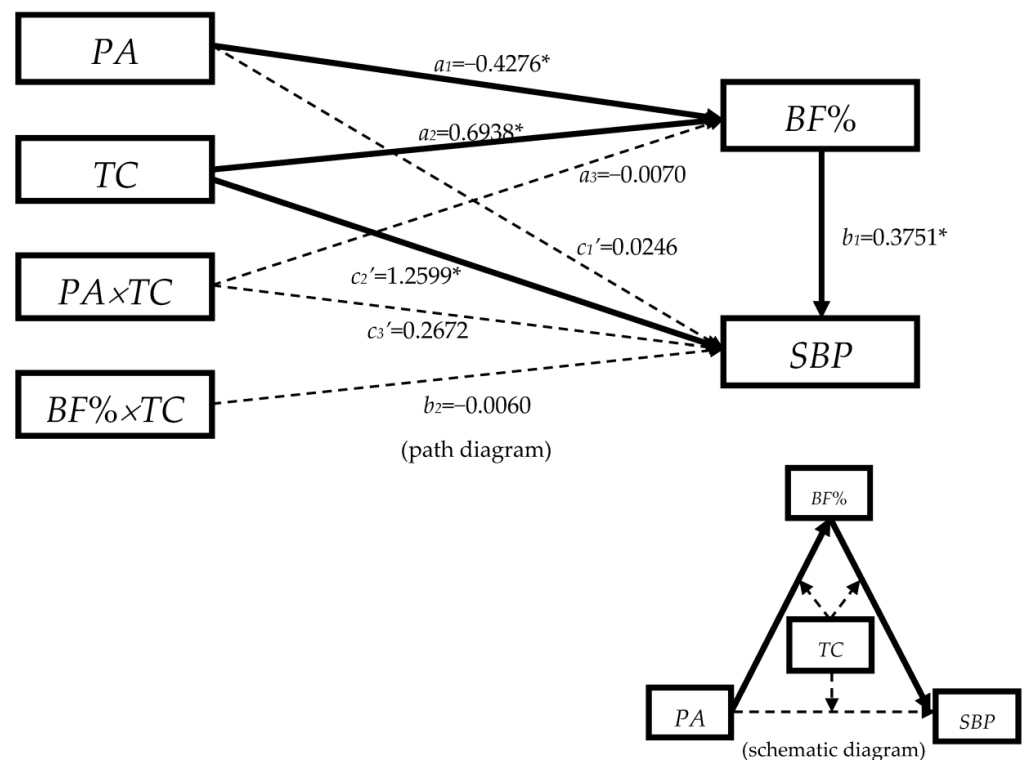 PA
a1=−0.4276*
BF%
a2=0.6938*
TC
a3=−0.0070
b1=0.3751*
c1’=0.0246
c2’=1.2599*
PA×TC
c3’=0.2672
SBP
BF%×TC
b2=−0.0060
(path diagram)
BF%
TC
PA
SBP
(schematic diagram)